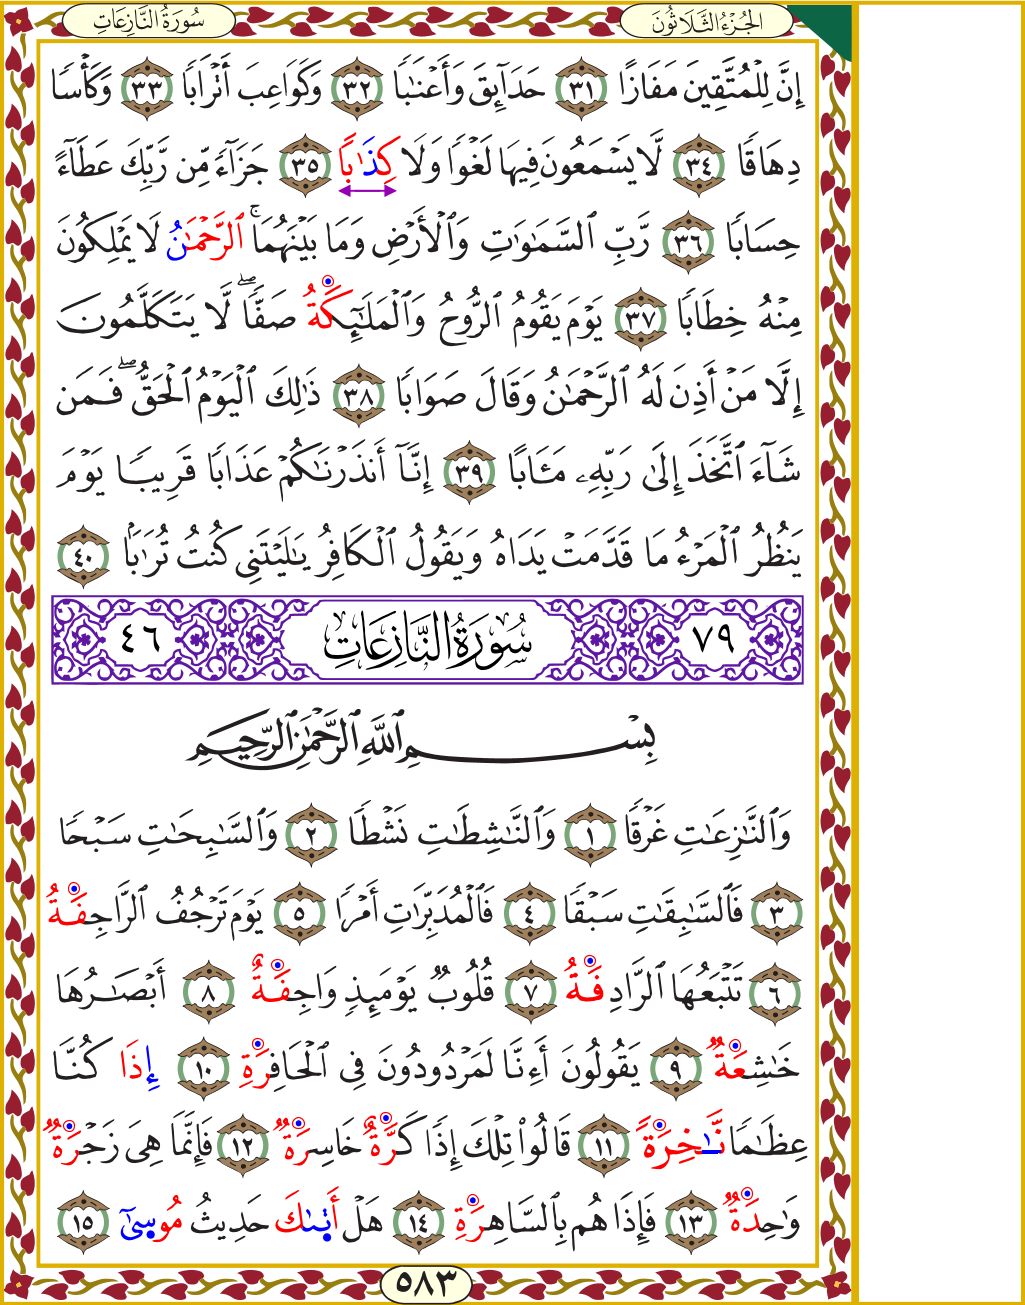 سُورَةُ النَّازِعَاتِ
الجُزْءُ الثَّلَاثُونَ
إِنَّ لِلْمُتَّقِينَ مَفَازًا ٣١ حَدَآئِقَ وَأَعْنَٰبًا ٣٢ وَكَوَاعِبَ أَتْرَابًا ٣٣ وَكَأْسًا
دِهَاقًا ٣٤ لَّا يَسْمَعُونَ فِيهَا لَغْوًا وَلَا كِذَٰبًا ٣٥ جَزَآءً مِّن رَّبِّكَ عَطَآءً
حِسَابًا ٣٦ رَّبِّ ٱلسَّمَٰوَٰتِ وَٱلْأَرْضِ وَمَا بَيْنَهُمَا ۚ ٱلرَّحْمَٰنُ لَا يَمْلِكُونَ
مِنْهُ خِطَابًا ٣٧ يَوْمَ يَقُومُ ٱلرُّوحُ وَٱلْمَلَٰٓئِكَةُ صَفًّا ۖ لَّا يَتَكَلَّمُونَ
إِلَّا مَنْ أَذِنَ لَهُ ٱلرَّحْمَٰنُ وَقَالَ صَوَابًا ٣٨ ذَٰلِكَ ٱلْيَوْمُ ٱلْحَقُّ ۖ فَمَن
شَآءَ ٱتَّخَذَ إِلَىٰ رَبِّهِۦ مَـَٔابًا ٣٩ إِنَّآ أَنذَرْنَٰكُمْ عَذَابًا قَرِيبًا يَوْمَ
يَنظُرُ ٱلْمَرْءُ مَا قَدَّمَتْ يَدَاهُ وَيَقُولُ ٱلْكَافِرُ يَٰلَيْتَنِى كُنتُ تُرَٰبًۢا ٤٠
٧٩ سُورَةُ النَّازِعَاتِ ٤٦
بِسْمِ ٱللَّهِ ٱلرَّحْمَٰنِ ٱلرَّحِيمِ
وَٱلنَّٰزِعَٰتِ غَرْقًا ١ وَٱلنَّٰشِطَٰتِ نَشْطًا ٢ وَٱلسَّٰبِحَٰتِ سَبْحًا
٣ فَٱلسَّٰبِقَٰتِ سَبْقًا ٤ فَٱلْمُدَبِّرَٰتِ أَمْرًا ٥ يَوْمَ تَرْجُفُ ٱلرَّاجِفَةُ
٦ تَتْبَعُهَا ٱلرَّادِفَةُ ٧ قُلُوبٌ يَوْمَئِذٍ وَاجِفَةٌ ٨ أَبْصَٰرُهَا
خَٰشِعَةٌ ٩ يَقُولُونَ أَءِنَّا لَمَرْدُودُونَ فِى ٱلْحَافِرَةِ ١٠ إِذَا كُنَّا
عِظَٰمًا نَّٰخِرَةً ١١ قَالُوا۟ تِلْكَ إِذًا كَرَّةٌ خَاسِرَةٌ ١٢ فَإِنَّمَا هِىَ زَجْرَةٌ
وَٰحِدَةٌ ١٣ فَإِذَا هُم بِٱلسَّاهِرَةِ ١٤ هَلْ أَتَىٰكَ حَدِيثُ مُوسَىٰٓ ١٥
٥٨٣